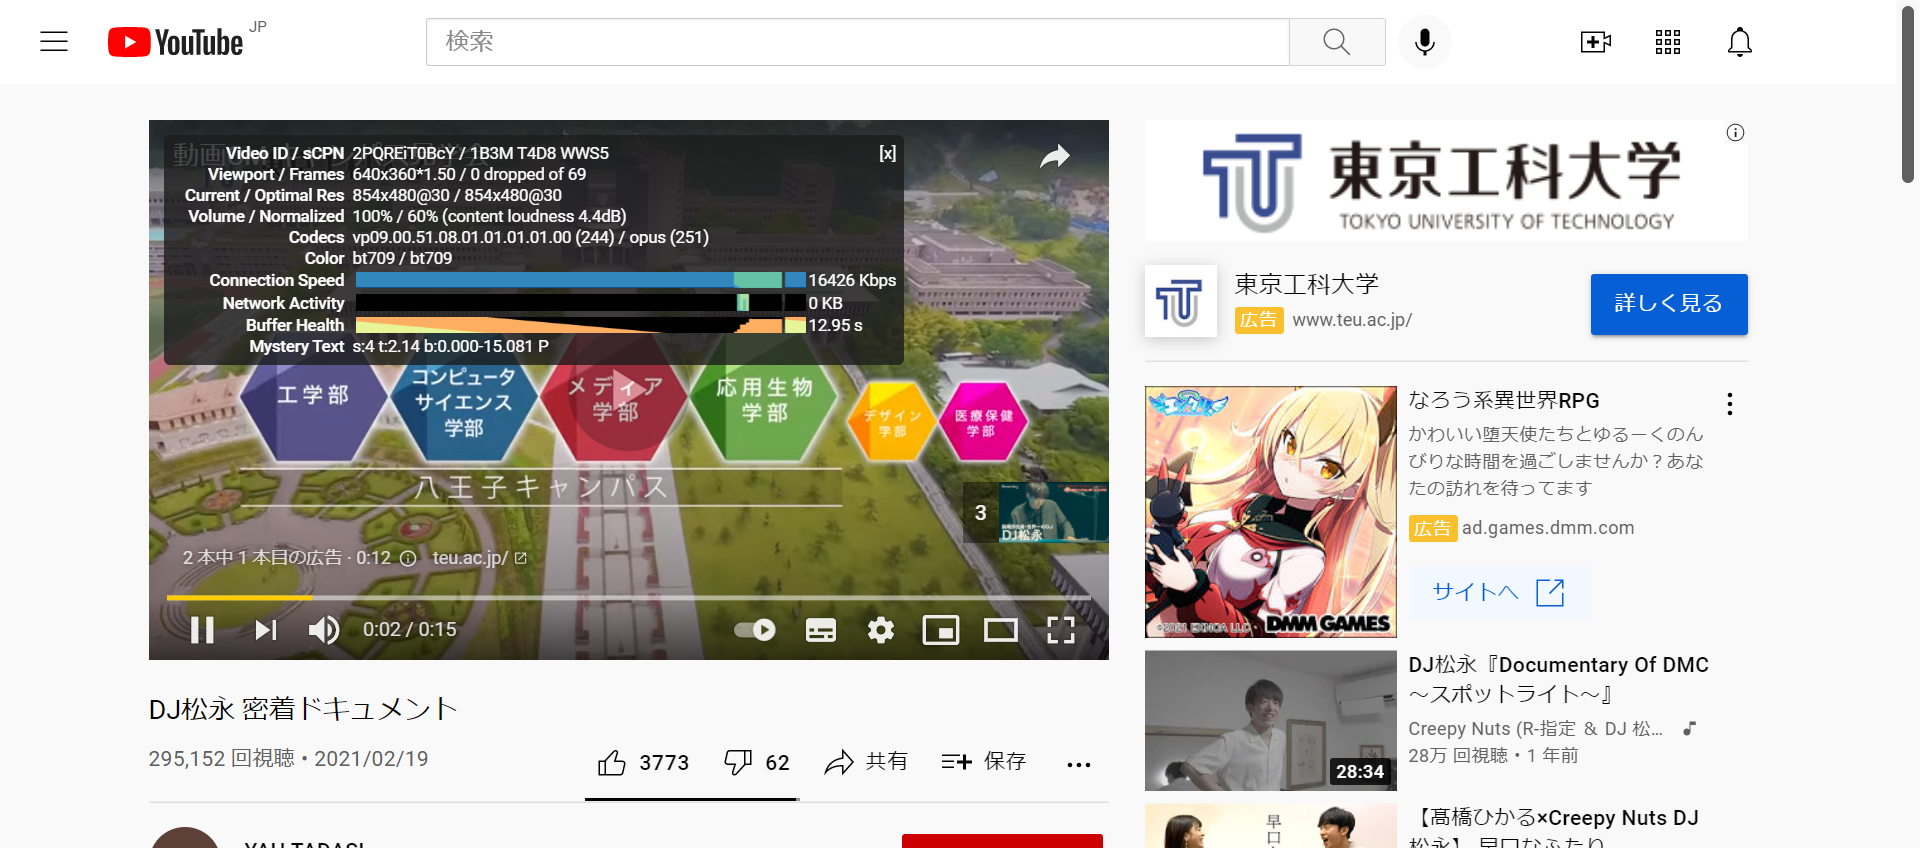 YouTube JP
検索
Video ID / sCPN 2PQREiT0BcY / 1B3M T4D8 WWS5
[x]
Viewport / Frames 640x360*1.50 / 0 dropped of 69
Current / Optimal Res 854x480@30 / 854x480@30
Volume / Normalized 100% / 60% (content loudness 4.4dB)
Codecs vp09.00.51.08.01.01.01.01.00 (244) / opus (251)
Color bt709 / bt709
Connection Speed 16426 Kbps
Network Activity 0 KB
Buffer Health 12.95 s
Mystery Text s:4 t:2.14 b:0.000-15.081 P
工学部
コンピュータ
サイエンス
学部
メディア
学部
応用生物
学部
デザイン
学部
医療保健
学部
八王子キャンパス
3
DJ松永
2 本中 1 本目の広告 · 0:12 teu.ac.jp/
0:02 / 0:15
DJ松永 密着ドキュメント
295,152 回視聴 • 2021/02/19
3773
62
共有
保存
YAH TADASI
東京工科大学
TOKYO UNIVERSITY OF TECHNOLOGY
東京工科大学
広告 www.teu.ac.jp/
詳しく見る
なろう系異世界RPG
かわいい堕天使たちとゆるーくのん
びりな時間を過ごしませんか？あな
たの訪れを待ってます
広告 ad.games.dmm.com
サイトへ
©2021 EXNOA LLC
DMM GAMES
DJ松永『Documentary Of DMC
～スポットライト～』
Creepy Nuts (R-指定 ＆ DJ 松...
28万 回視聴 • 1 年前
28:34
【髙橋ひかる×Creepy Nuts DJ
松永】 早口なふたり
早
口